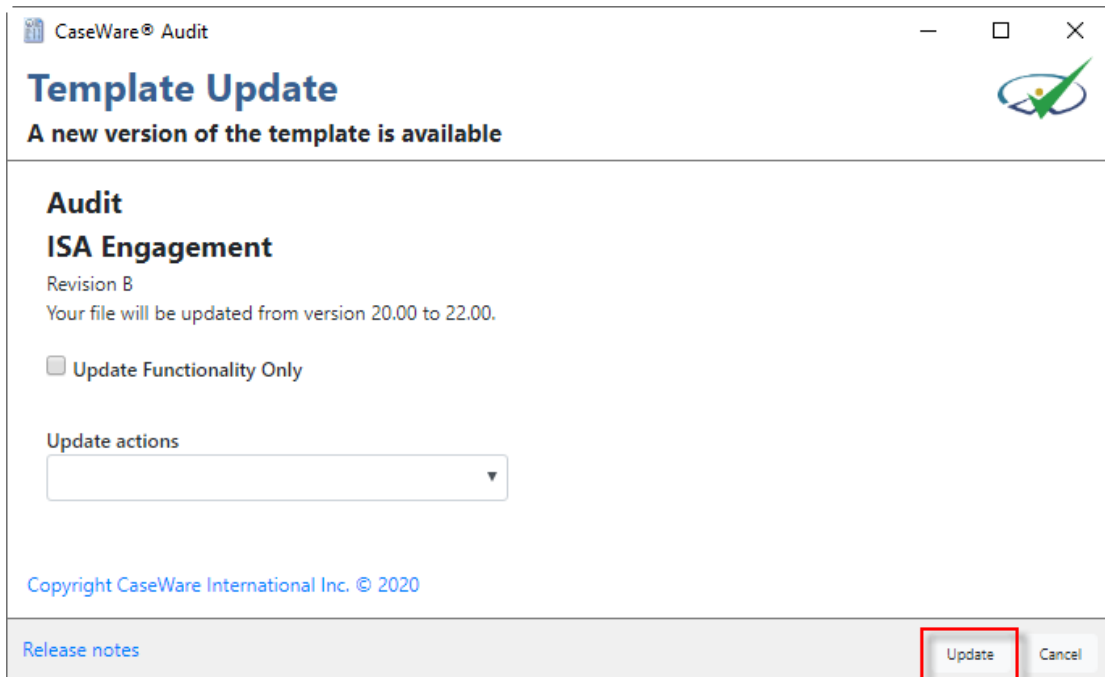 CaseWare® Audit
Template Update
A new version of the template is available
Audit
ISA Engagement
Revision B
Your file will be updated from version 20.00 to 22.00.
Update Functionality Only
Update actions
Copyright CaseWare International Inc. © 2020
Release notes
Update
Cancel